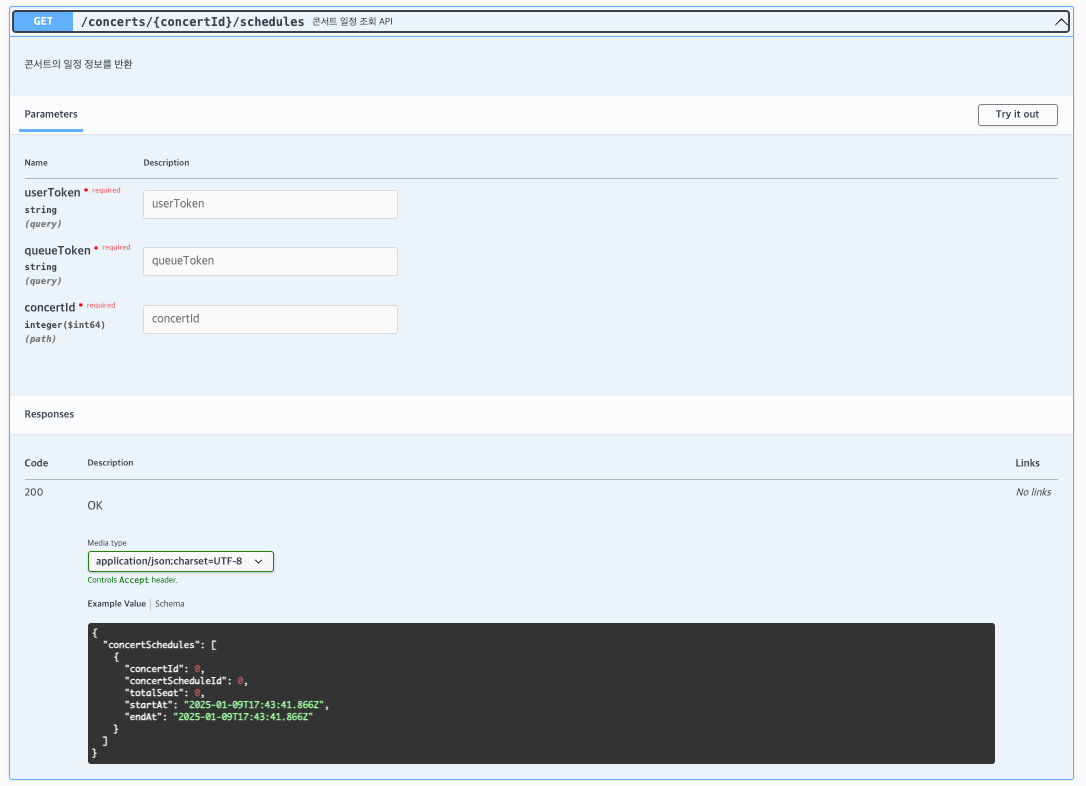 GET /concerts/{concertId}/schedules 콘서트 일정 조회 API
콘서트의 일정 정보를 반환
Parameters
Try it out
Name Description
userToken * required
string
(query)
userToken
queueToken * required
string
(query)
queueToken
concertId * required
integer($int64)
(path)
concertId
Responses
Code Description Links
200 OK No links
Media type
application/json;charset=UTF-8
Controls Accept header.
Example Value Schema
{
  "concertSchedules": [
    {
      "concertId": 0,
      "concertScheduleId": 0,
      "totalSeat": 0,
      "startAt": "2025-01-09T17:43:41.866Z",
      "endAt": "2025-01-09T17:43:41.866Z"
    }
  ]
}